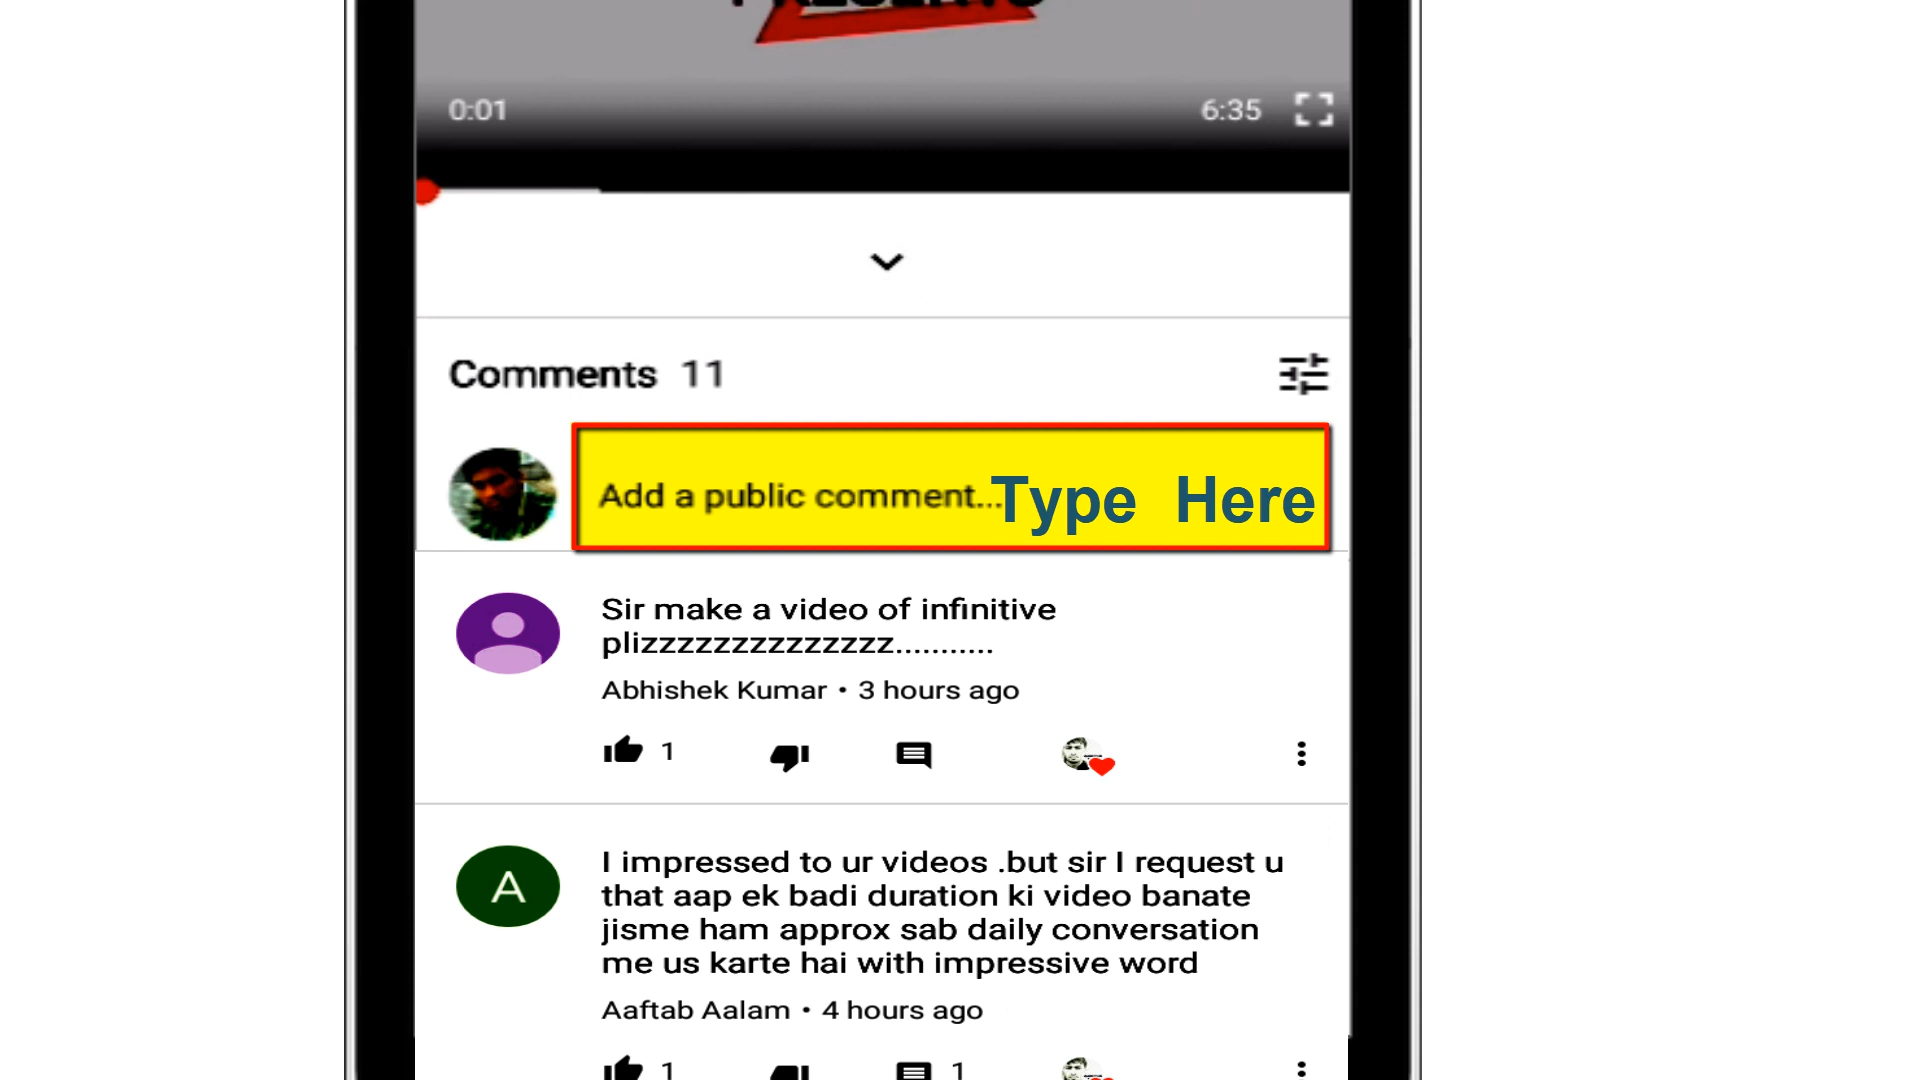 0:01 6:35
Comments 11
Add a public comment... Type Here
Sir make a video of infinitive
plizzzzzzzzzzzzzz...........
Abhishek Kumar • 3 hours ago
1
A
I impressed to ur videos .but sir I request u
that aap ek badi duration ki video banate
jisme ham approx sab daily conversation
me us karte hai with impressive word
Aaftab Aalam • 4 hours ago
1 1